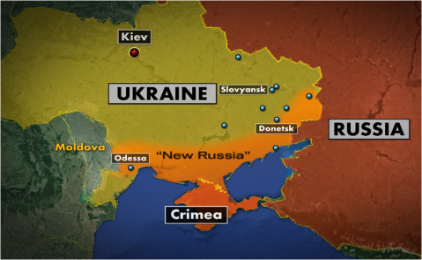 Kiev
UKRAINE
Slovyansk
Donetsk
RUSSIA
Moldova
Odessa
“New Russia”
Crimea